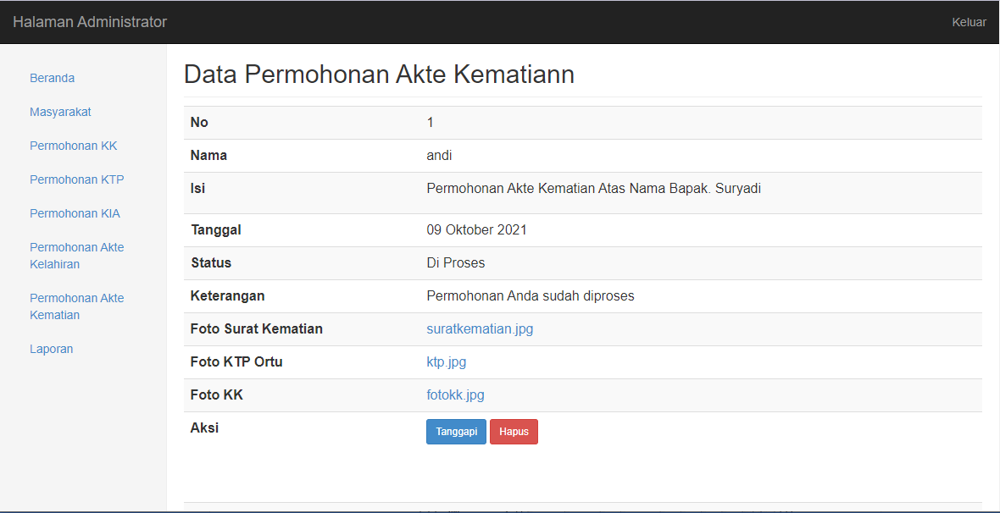 Halaman Administrator
Keluar
Beranda
Masyarakat
Permohonan KK
Permohonan KTP
Permohonan KIA
Permohonan Akte
Kelahiran
Permohonan Akte
Kematian
Laporan
Data Permohonan Akte Kematiann
No 1
Nama andi
Isi Permohonan Akte Kematian Atas Nama Bapak. Suryadi
Tanggal 09 Oktober 2021
Status Di Proses
Keterangan Permohonan Anda sudah diproses
Foto Surat Kematian suratkematian.jpg
Foto KTP Ortu ktp.jpg
Foto KK fotokk.jpg
Aksi Tanggapi Hapus